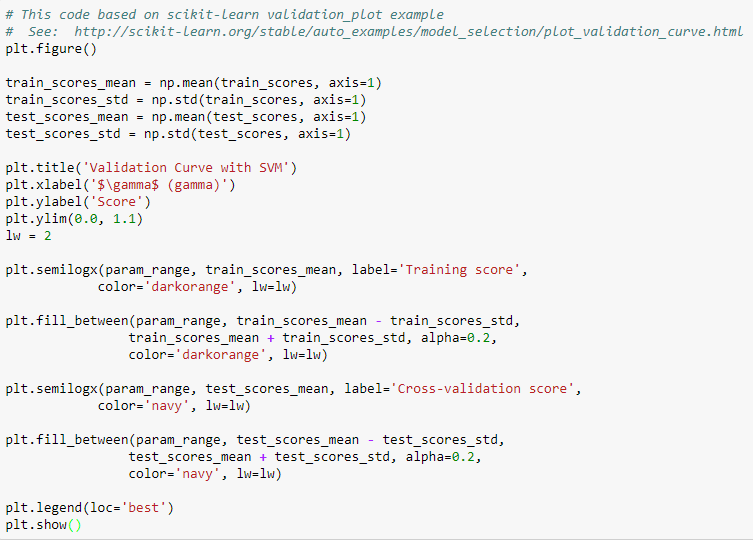 # This code based on scikit-learn validation_plot example
#  See:  http://scikit-learn.org/stable/auto_examples/model_selection/plot_validation_curve.html
plt.figure()

train_scores_mean = np.mean(train_scores, axis=1)
train_scores_std = np.std(train_scores, axis=1)
test_scores_mean = np.mean(test_scores, axis=1)
test_scores_std = np.std(test_scores, axis=1)

plt.title('Validation Curve with SVM')
plt.xlabel('$\gamma$ (gamma)')
plt.ylabel('Score')
plt.ylim(0.0, 1.1)
lw = 2

plt.semilogx(param_range, train_scores_mean, label='Training score',
            color='darkorange', lw=lw)

plt.fill_between(param_range, train_scores_mean - train_scores_std,
                train_scores_mean + train_scores_std, alpha=0.2,
                color='darkorange', lw=lw)

plt.semilogx(param_range, test_scores_mean, label='Cross-validation score',
            color='navy', lw=lw)

plt.fill_between(param_range, test_scores_mean - test_scores_std,
                test_scores_mean + test_scores_std, alpha=0.2,
                color='navy', lw=lw)

plt.legend(loc='best')
plt.show()